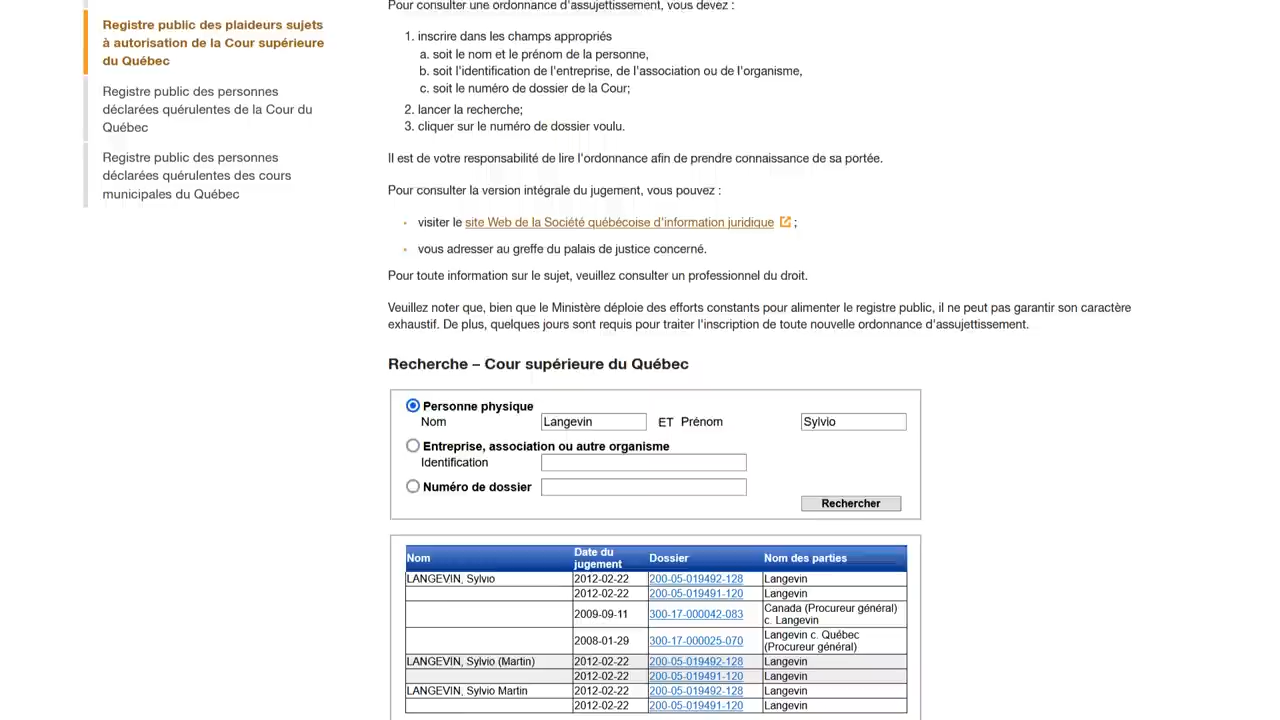 Registre public des plaideurs sujets
à autorisation de la Cour supérieure
du Québec
Registre public des personnes
déclarées quérulentes de la Cour du
Québec
Registre public des personnes
déclarées quérulentes des cours
municipales du Québec
Pour consulter une ordonnance d'assujettissement, vous devez :
1. inscrire dans les champs appropriés
a. soit le nom et le prénom de la personne,
b. soit l'identification de l'entreprise, de l'association ou de l'organisme,
c. soit le numéro de dossier de la Cour;
2. lancer la recherche;
3. cliquer sur le numéro de dossier voulu.
Il est de votre responsabilité de lire l'ordonnance afin de prendre connaissance de sa portée.
Pour consulter la version intégrale du jugement, vous pouvez :
• visiter le site Web de la Société québécoise d'information juridique ;
• vous adresser au greffe du palais de justice concerné.
Pour toute information sur le sujet, veuillez consulter un professionnel du droit.
Veuillez noter que, bien que le Ministère déploie des efforts constants pour alimenter le registre public, il ne peut pas garantir son caractère
exhaustif. De plus, quelques jours sont requis pour traiter l'inscription de toute nouvelle ordonnance d'assujettissement.
Recherche – Cour supérieure du Québec
Personne physique
Nom Langevin ET Prénom Sylvio
Entreprise, association ou autre organisme
Identification
Numéro de dossier
Rechercher
Nom Date du jugement Dossier Nom des parties
LANGEVIN, Sylvio 2012-02-22 200-05-019492-128 Langevin
2012-02-22 200-05-019491-120 Langevin
2009-09-11 300-17-000042-083 Canada (Procureur général) c. Langevin
2008-01-29 300-17-000025-070 Langevin c. Québec (Procureur général)
LANGEVIN, Sylvio (Martin) 2012-02-22 200-05-019492-128 Langevin
2012-02-22 200-05-019491-120 Langevin
LANGEVIN, Sylvio Martin 2012-02-22 200-05-019492-128 Langevin
2012-02-22 200-05-019491-120 Langevin